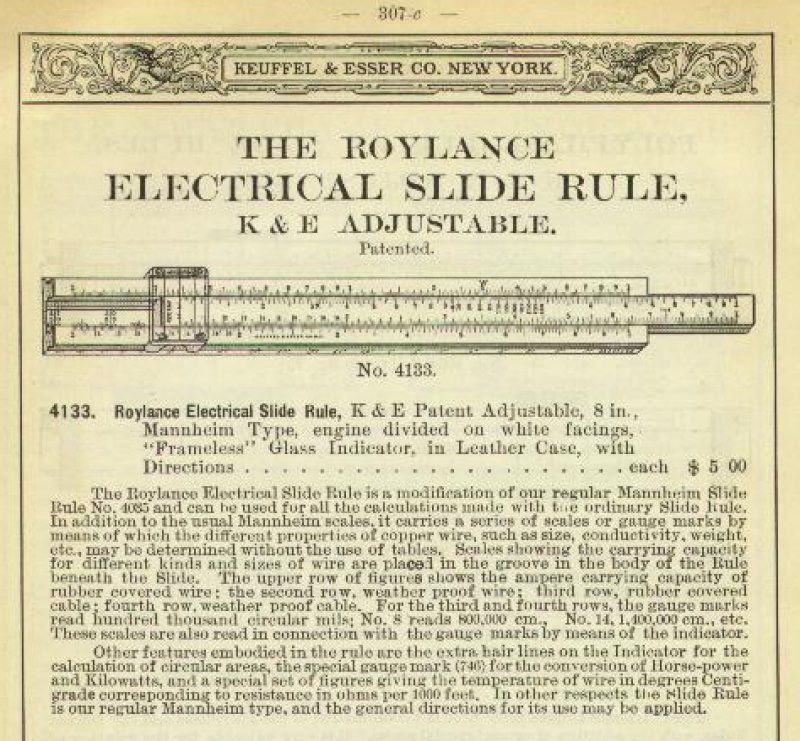 — 307-c —
KEUFFEL & ESSER CO. NEW YORK.
THE ROYLANCE
ELECTRICAL SLIDE RULE,
K & E ADJUSTABLE.
Patented.
No. 4133.
4133. Roylance Electrical Slide Rule, K & E Patent Adjustable, 8 in.,
Mannheim Type, engine divided on white facings,
"Frameless" Glass Indicator, in Leather Case, with
Directions . . . . . . . . . . . . . . . . . . . . each $ 5 00
The Roylance Electrical Slide Rule is a modification of our regular Mannheim Slide
Rule No. 4035 and can be used for all the calculations made with the ordinary Slide Rule.
In addition to the usual Mannheim scales, it carries a series of scales or gauge marks by
means of which the different properties of copper wire, such as size, conductivity, weight,
etc., may be determined without the use of tables. Scales showing the carrying capacity
for different kinds and sizes of wire are placed in the groove in the body of the Rule
beneath the Slide. The upper row of figures shows the ampere carrying capacity of
rubber covered wire; the second row, weather proof wire; third row, rubber covered
cable; fourth row, weather proof cable. For the third and fourth rows, the gauge marks
read hundred thousand circular mils; No. 8 reads 800,000 cm., No. 14, 1,400,000 cm., etc.
These scales are also read in connection with the gauge marks by means of the indicator.
Other features embodied in the rule are the extra hair lines on the Indicator for the
calculation of circular areas, the special gauge mark (746) for the conversion of Horse-power
and Kilowatts, and a special set of figures giving the temperature of wire in degrees Centi-
grade corresponding to resistance in ohms per 1000 feet. In other respects the Slide Rule
is our regular Mannheim type, and the general directions for its use may be applied.